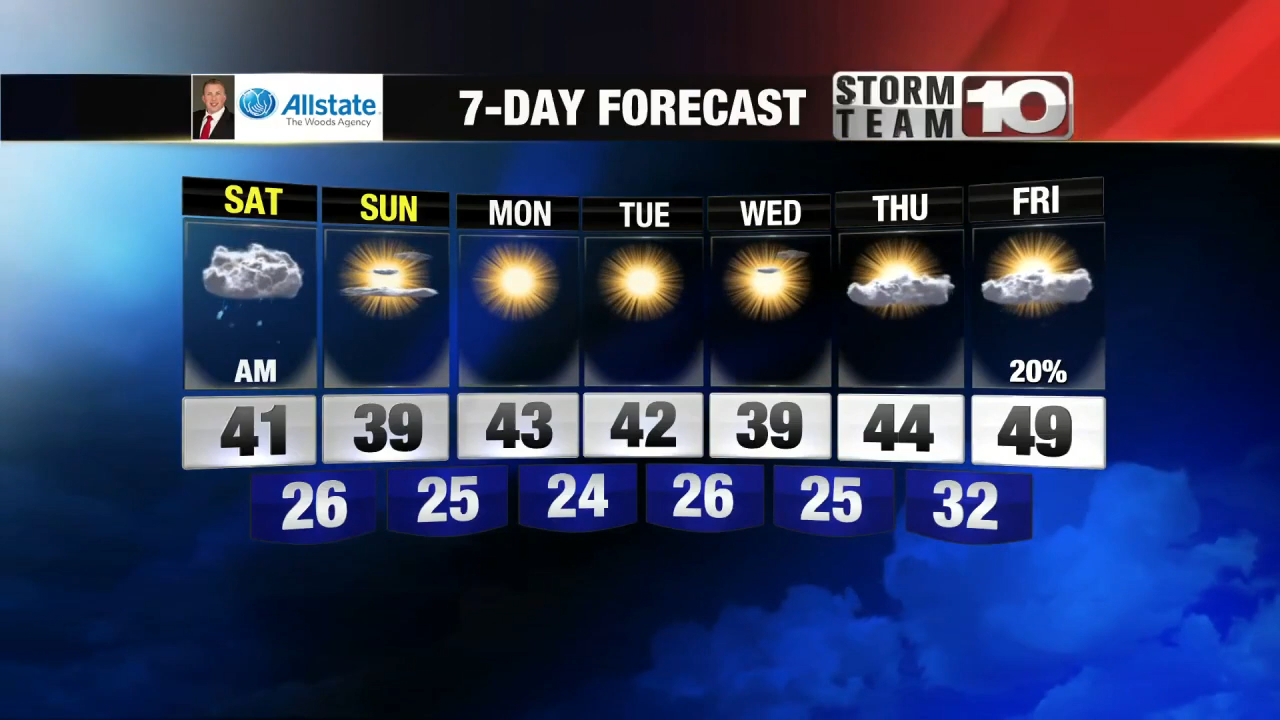 Allstate.
The Woods Agency
7-DAY FORECAST
STORM
TEAM
10
SAT SUN MON TUE WED THU FRI
AM 20%
41 39 43 42 39 44 49
26 25 24 26 25 32